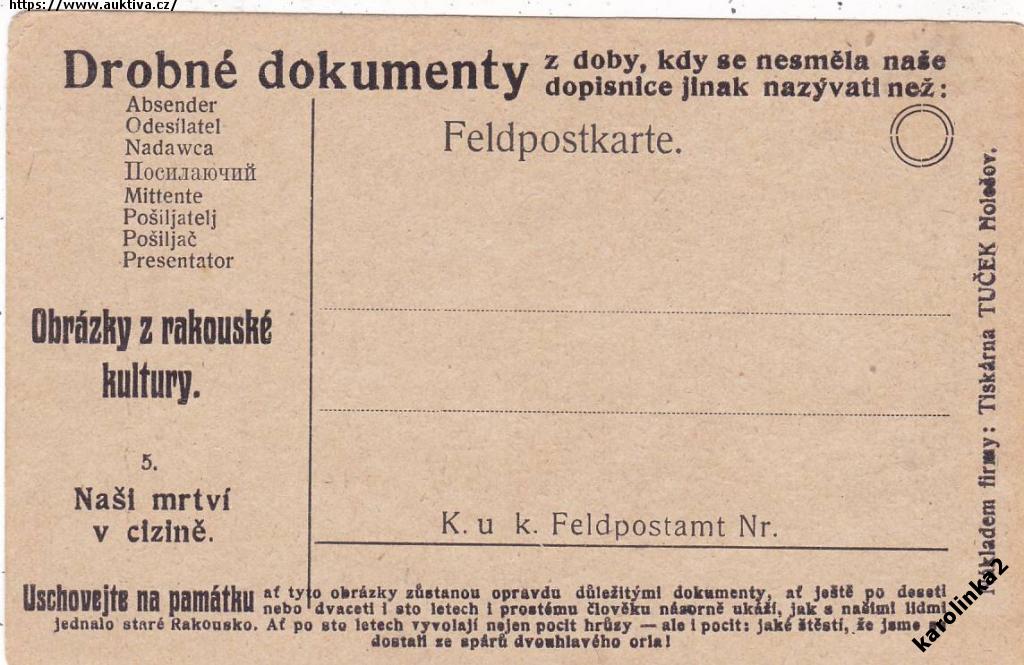 https://www.auktiva.cz/
Drobné dokumenty z doby, kdy se nesměla naše
dopisnice jinak nazývati než:
Absender
Odesílatel
Nadawca
Посилаючий
Mittente
Pošiljatelj
Pošiljač
Presentator
Feldpostkarte.
Obrázky z rakouské
kultury.
5.
Naši mrtví
v cizině.
K. u k. Feldpostamt Nr.
Nákladem firmy: Tiskárna TUČEK Holešov.
Uschovejte na památku ať tyto obrázky zůstanou opravdu důležitými dokumenty, ať ještě po deseti
nebo dvaceti i sto letech i prostému člověku násorně ukáží, jak s našimi lidmi
jednalo staré Rakousko. Ať po sto letech vyvolají nejen pocit hrůzy — ale i pocit: jaké štěstí, že jsme se
dostali ze spárů dvouhlavého orla!
karolinka2